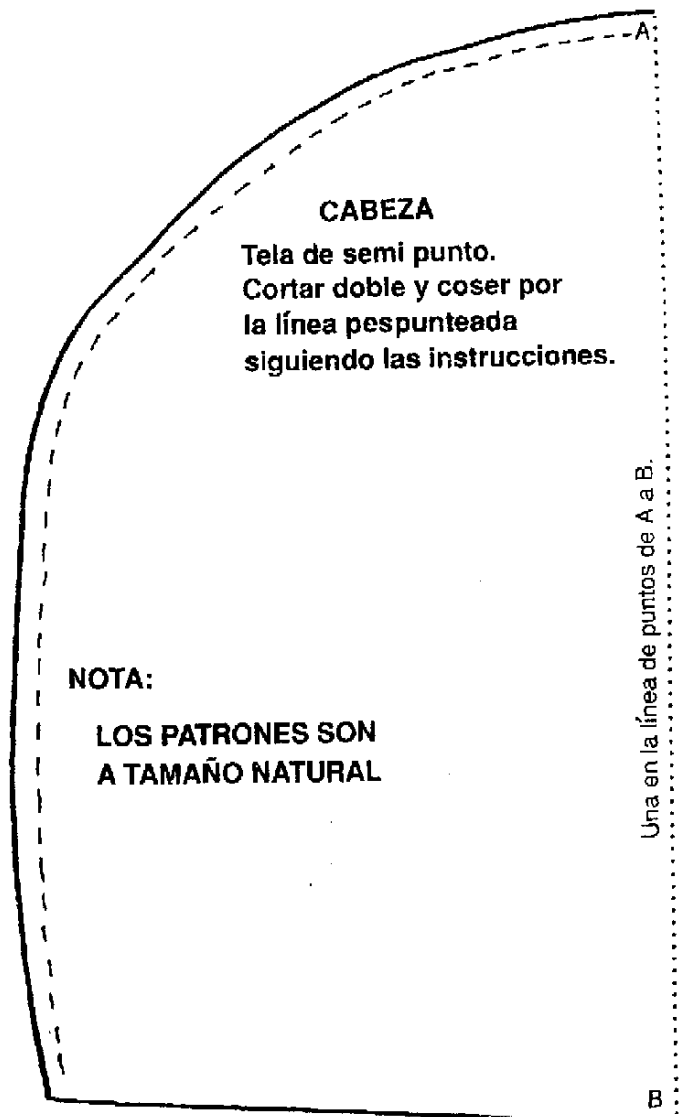 A
CABEZA
Tela de semi punto.
Cortar doble y coser por
la línea pespunteada
siguiendo las instrucciones.
Una en la línea de puntos de A a B.
NOTA:
LOS PATRONES SON
A TAMAÑO NATURAL
B